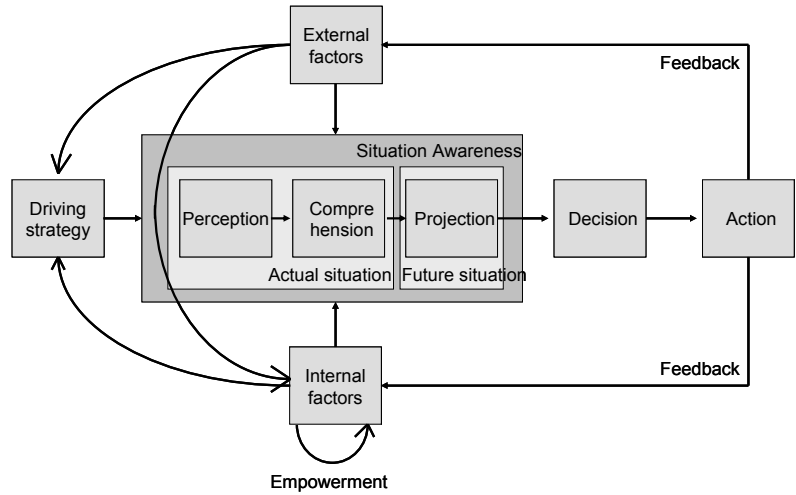 External
factors
Feedback
Situation Awareness
Driving
strategy
Perception
Compre
hension
Projection
Decision
Action
Actual situation
Future situation
Internal
factors
Feedback
Empowerment